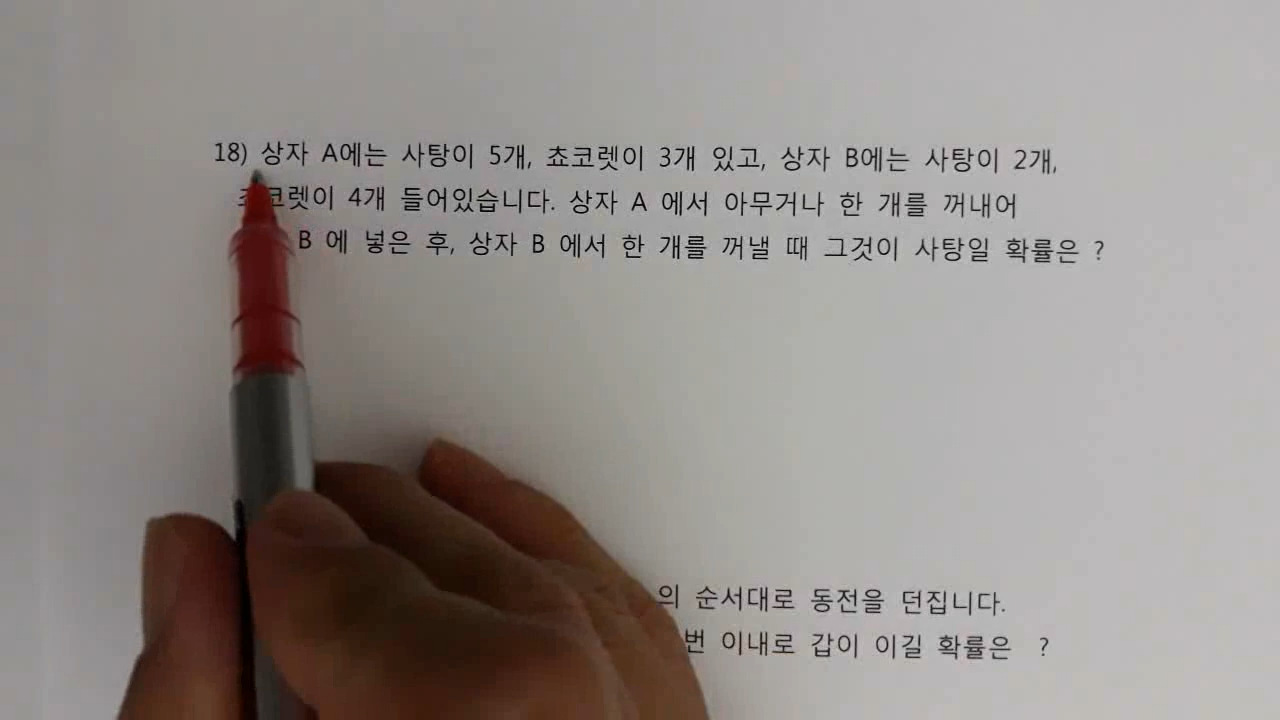 18) 상자 A에는 사탕이 5개, 쵸코렛이 3개 있고, 상자 B에는 사탕이 2개,
쵸코렛이 4개 들어있습니다. 상자 A 에서 아무거나 한 개를 꺼내어
B 에 넣은 후, 상자 B 에서 한 개를 꺼낼 때 그것이 사탕일 확률은 ?
의 순서대로 동전을 던집니다.
번 이내로 갑이 이길 확률은 ?